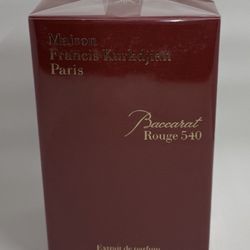 Maison
Francis Kurkdjian
Paris
Baccarat
Rouge 540
Extrait de parfum